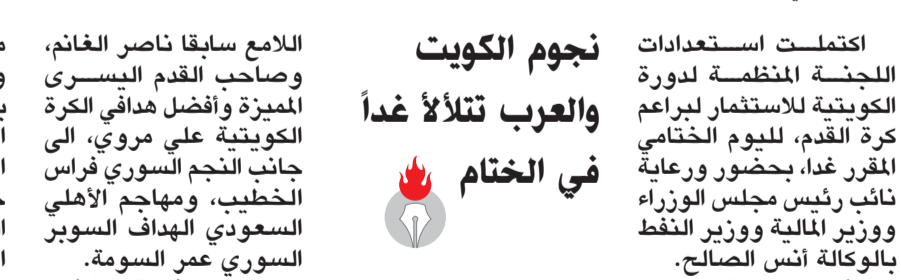 اكتملت استعدادات
اللجنة المنظمة لدورة
الكويتية للاستثمار لبراعم
كرة القدم، لليوم الختامي
المقرر غدا، بحضور ورعاية
نائب رئيس مجلس الوزراء
ووزير المالية ووزير النفط
بالوكالة أنس الصالح.
نجوم الكويت
والعرب تتلألأ غداً
في الختام
اللامع سابقا ناصر الغانم،
وصاحب القدم اليسرى
المميزة وأفضل هدافي الكرة
الكويتية علي مروي، الى
جانب النجم السوري فراس
الخطيب، ومهاجم الأهلي
السعودي الهداف السوبر
السوري عمر السومة.